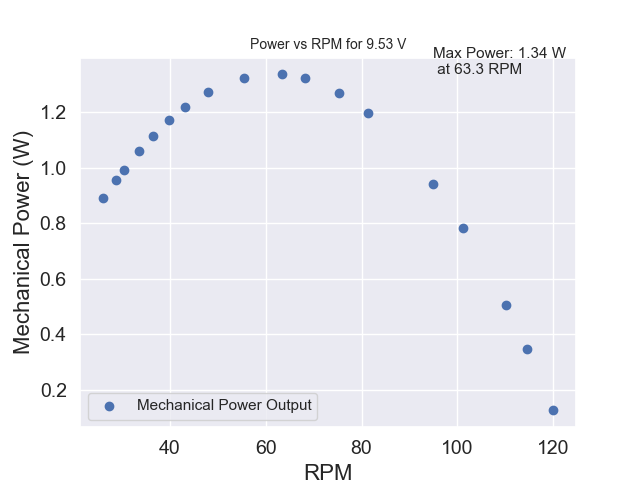 Power vs RPM for 9.53 V
Max Power: 1.34 W
at 63.3 RPM
Mechanical Power (W)
1.2
1.0
0.8
0.6
0.4
0.2
Mechanical Power Output
40 60 80 100 120
RPM